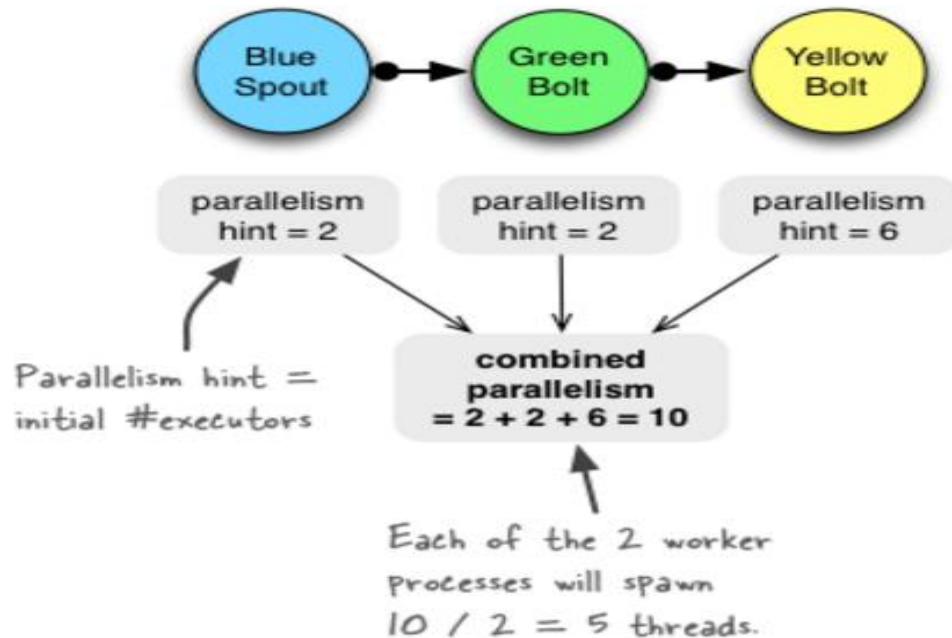 Blue
Spout
Green
Bolt
Yellow
Bolt
parallelism
hint = 2
parallelism
hint = 2
parallelism
hint = 6
Parallelism hint =
initial #executors
combined
parallelism
= 2 + 2 + 6 = 10
Each of the 2 worker
processes will spawn
10 / 2 = 5 threads.